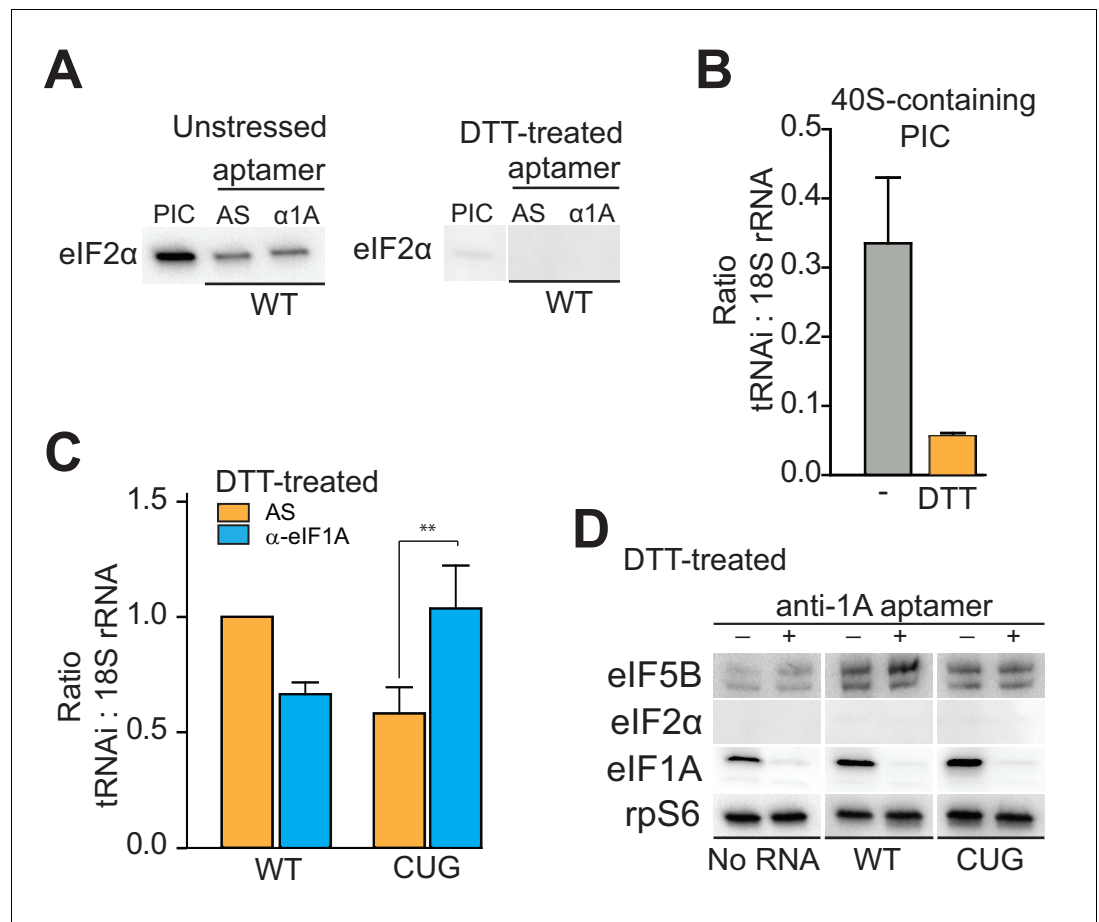 A
Unstressed
aptamer
PIC AS α1A
eIF2α
WT
DTT-treated
aptamer
PIC AS α1A
eIF2α
WT
B
40S-containing
PIC
Ratio
tRNAi : 18S rRNA
0.5
0.4
0.3
0.2
0.1
0.0
- DTT
C
DTT-treated
AS
α-eIF1A
**
Ratio
tRNAi : 18S rRNA
1.5
1.0
0.5
0.0
WT CUG
D
DTT-treated
anti-1A aptamer
– + – + – +
eIF5B
eIF2α
eIF1A
rpS6
No RNA WT CUG